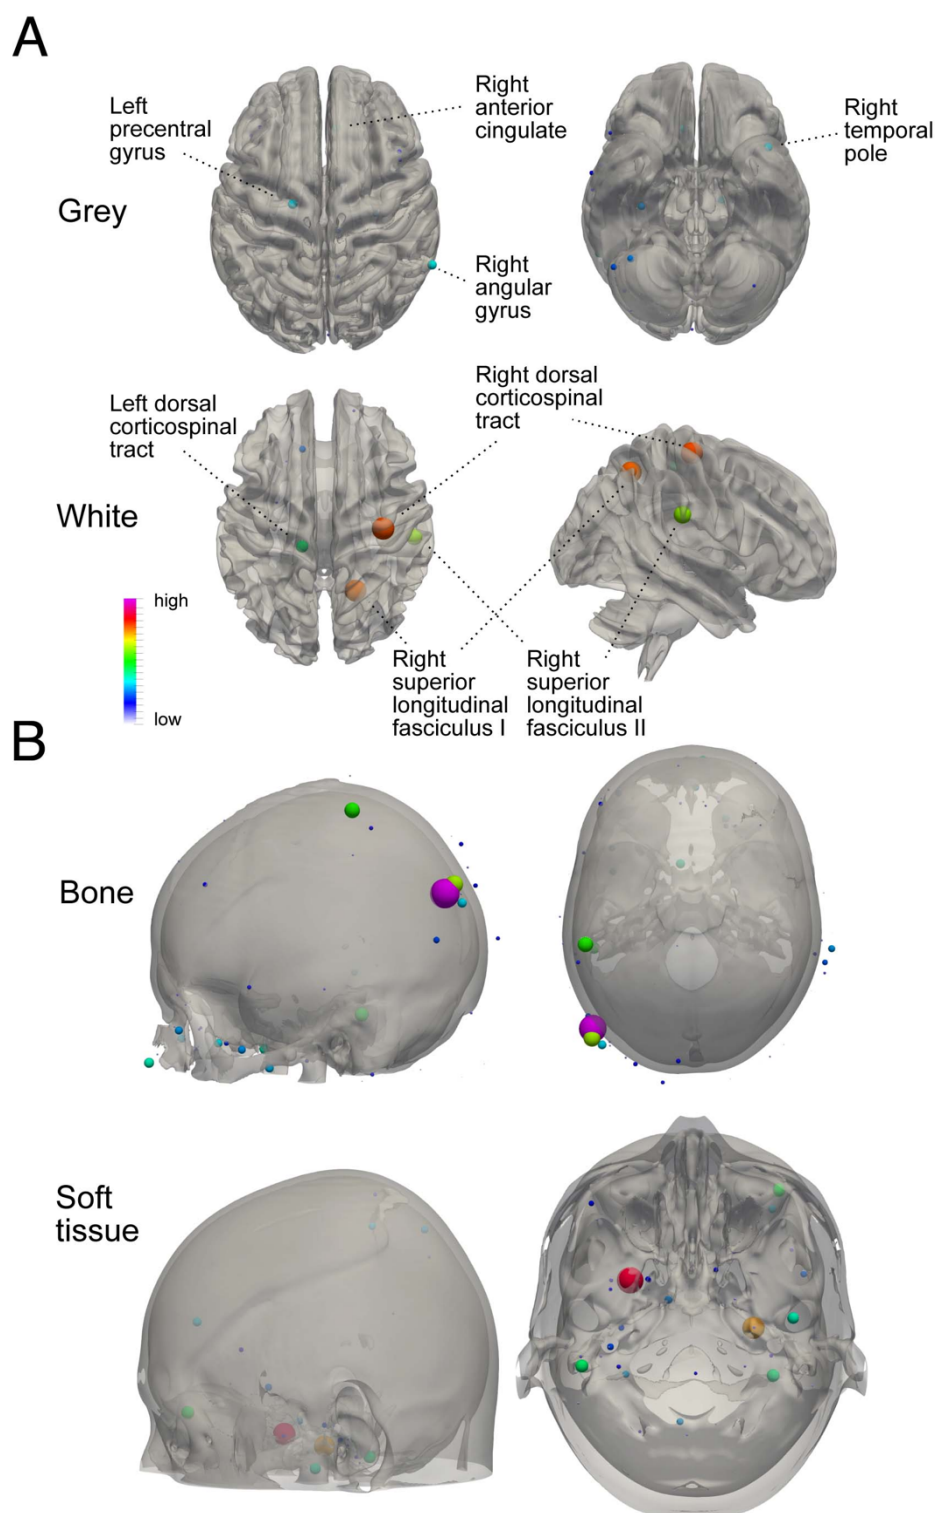 A
Left
precentral
gyrus
Right
anterior
cingulate
Right
temporal
pole
Grey
Right
angular
gyrus
Left dorsal
corticospinal
tract
Right dorsal
corticospinal
tract
White
high
low
Right
superior
longitudinal
fasciculus I
Right
superior
longitudinal
fasciculus II
B
Bone
Soft
tissue